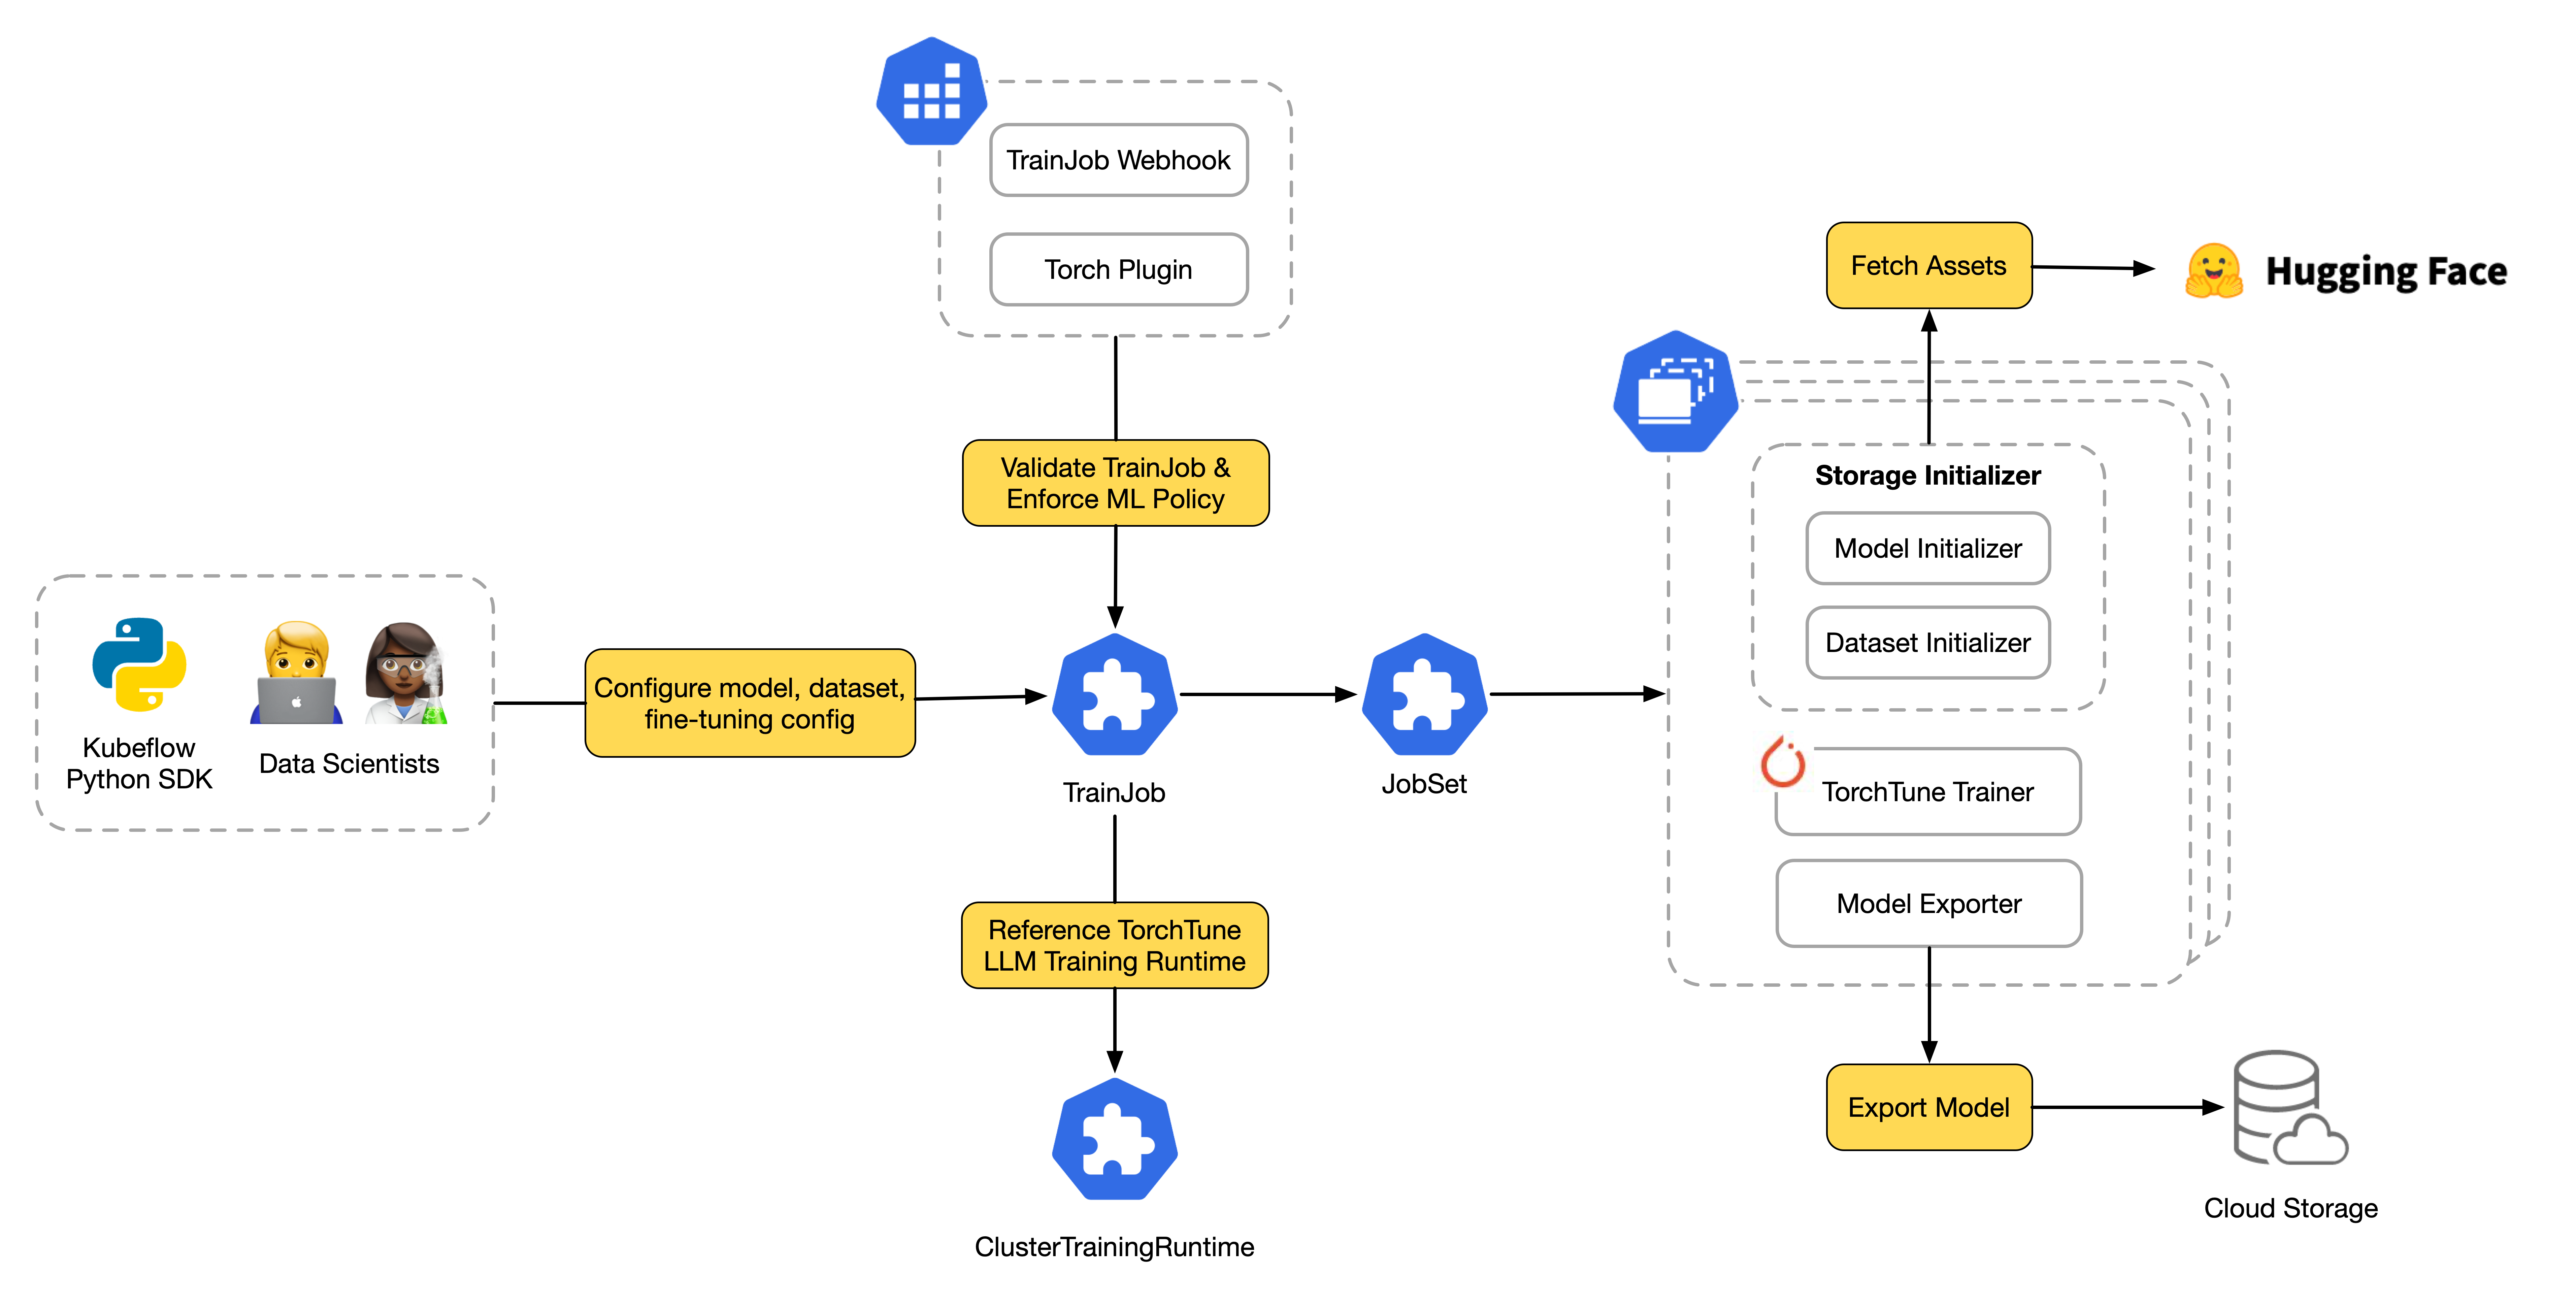 TrainJob Webhook
Torch Plugin
Validate TrainJob &
Enforce ML Policy
Kubeflow
Python SDK
Data Scientists
Configure model, dataset,
fine-tuning config
TrainJob
JobSet
Reference TorchTune
LLM Training Runtime
ClusterTrainingRuntime
Fetch Assets
Hugging Face
Storage Initializer
Model Initializer
Dataset Initializer
TorchTune Trainer
Model Exporter
Export Model
Cloud Storage